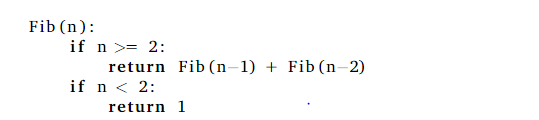 Fib(n):
    if n >= 2:
        return Fib(n-1) + Fib(n-2)
    if n < 2:
        return 1